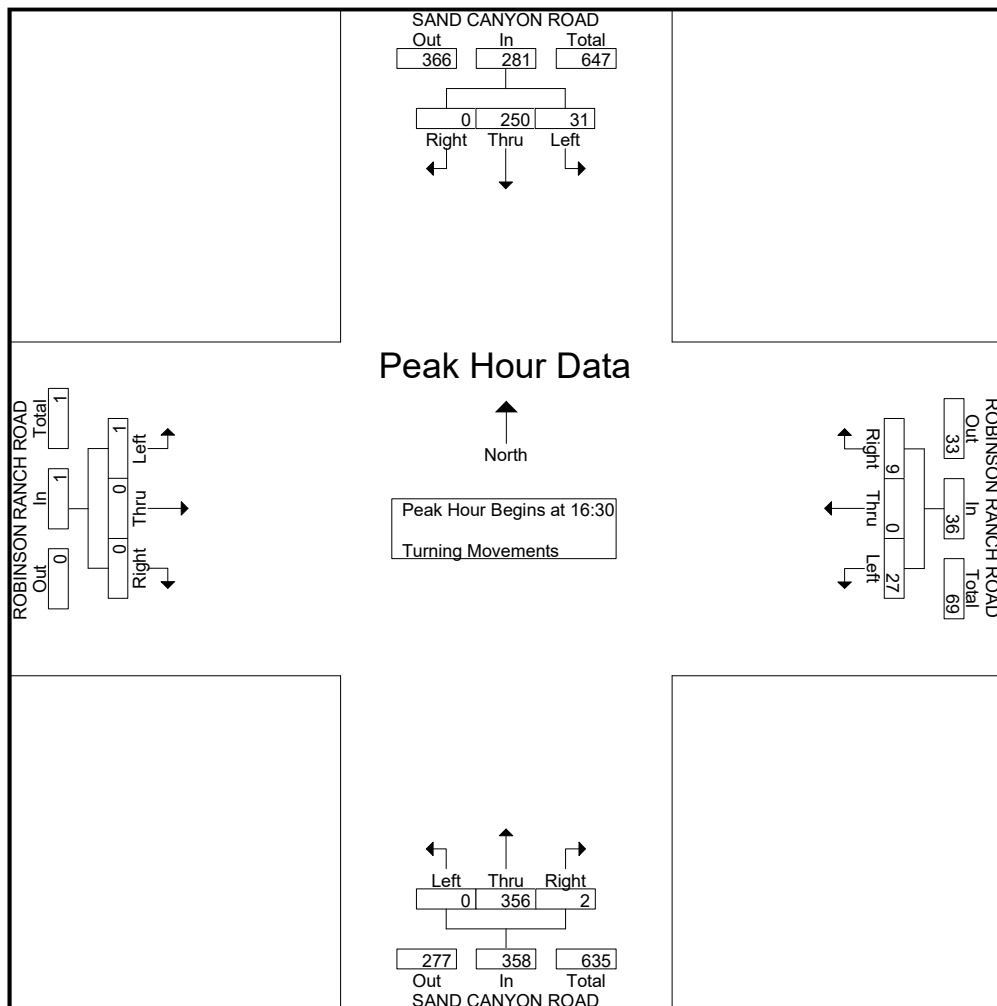 SAND CANYON ROAD
Out In Total
366 281 647
0 250 31
Right Thru Left
Peak Hour Data
North
Peak Hour Begins at 16:30
Turning Movements
ROBINSON RANCH ROAD
Out In Total
0 1 1
Right Thru Left
0 0 1
ROBINSON RANCH ROAD
Out In Total
33 36 69
Right Thru Left
9 0 27
Left Thru Right
0 356 2
277 358 635
Out In Total
SAND CANYON ROAD